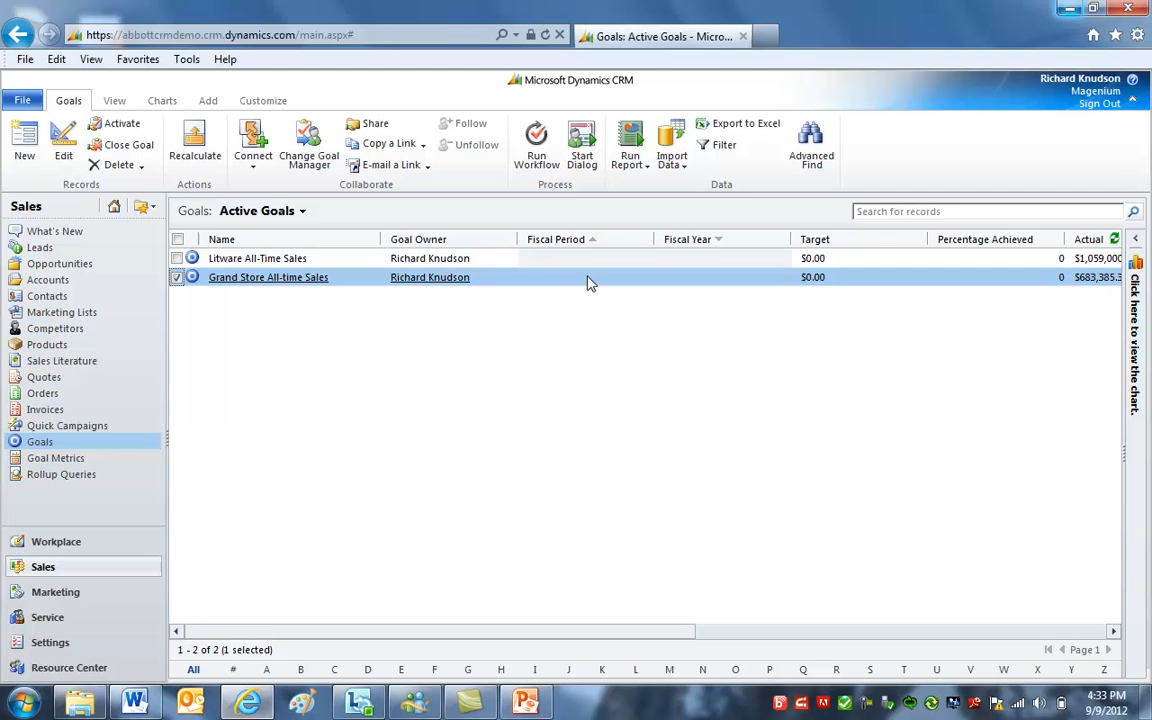 https://abbottcrmdemo.crm.dynamics.com/main.aspx#
Goals: Active Goals - Micro...
File Edit View Favorites Tools Help
Microsoft Dynamics CRM
Richard Knudson
Magenium
Sign Out
File Goals View Charts Add Customize
New
Edit
Activate
Close Goal
Delete
Records
Recalculate
Actions
Connect
Change Goal
Manager
Share
Copy a Link
E-mail a Link
Follow
Unfollow
Collaborate
Run
Workflow
Start
Dialog
Process
Run
Report
Import
Data
Export to Excel
Filter
Advanced
Find
Data
Sales
What's New
Leads
Opportunities
Accounts
Contacts
Marketing Lists
Competitors
Products
Sales Literature
Quotes
Orders
Invoices
Quick Campaigns
Goals
Goal Metrics
Rollup Queries
Workplace
Sales
Marketing
Service
Settings
Resource Center
Goals: Active Goals
Search for records
Name Goal Owner Fiscal Period Fiscal Year Target Percentage Achieved Actual
Litware All-Time Sales Richard Knudson $0.00 0 $1,059,000
Grand Store All-time Sales Richard Knudson $0.00 0 $683,385.3
Click here to view the chart.
1 - 2 of 2 (1 selected)
Page 1
All # A B C D E F G H I J K L M N O P Q R S T U V W X Y Z
4:33 PM
9/9/2012